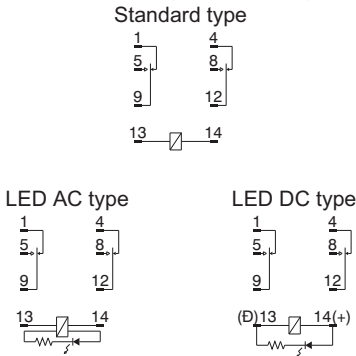 Standard type
1 4
5 8
9 12
13 14
LED AC type LED DC type
1 4 1 4
5 8 5 8
9 12 9 12
13 14 (Ð)13 14(+)